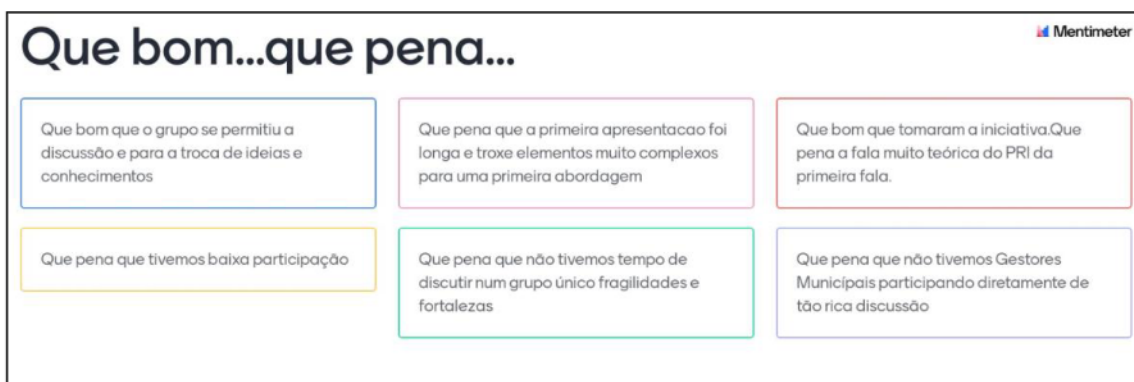 Que bom...que pena...
Mentimeter
Que bom que o grupo se permitiu a
discussão e para a troca de ideias e
conhecimentos
Que pena que a primeira apresentacao foi
longa e troxe elementos muito complexos
para uma primeira abordagem
Que bom que tomaram a iniciativa.Que
pena a fala muito teórica do PRI da
primeira fala.
Que pena que tivemos baixa participação
Que pena que não tivemos tempo de
discutir num grupo único fragilidades e
fortalezas
Que pena que não tivemos Gestores
Municípais participando diretamente de
tão rica discussão